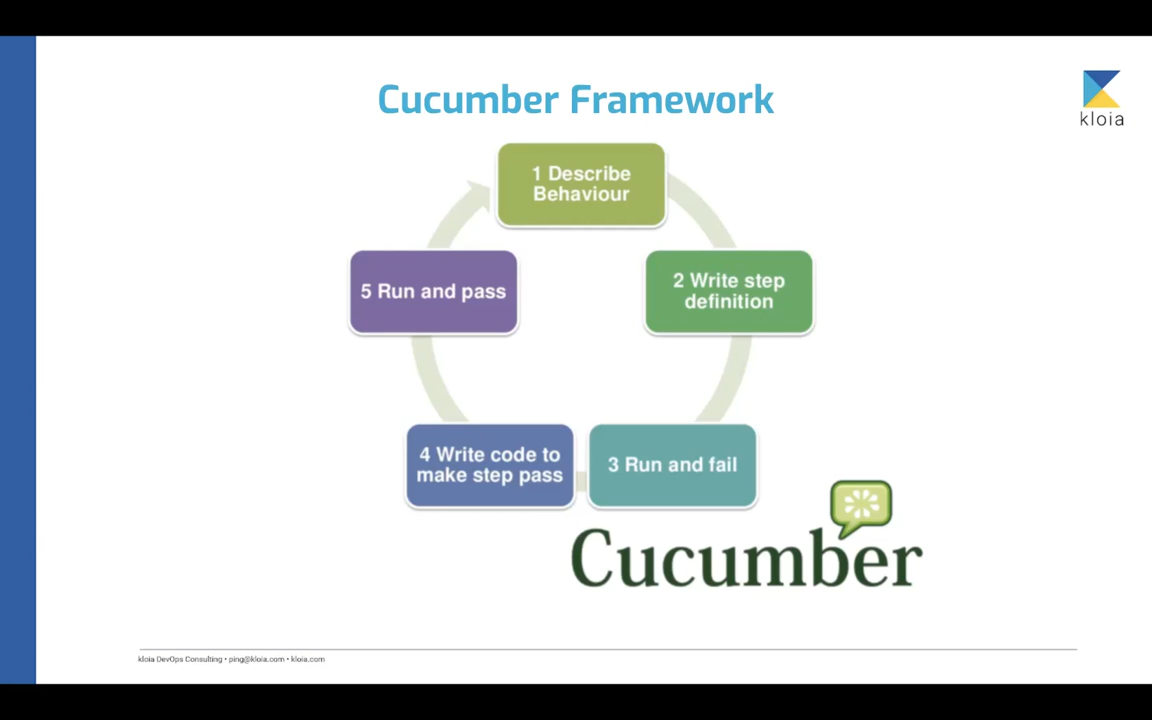 Cucumber Framework
kloia
1 Describe
Behaviour
5 Run and pass
2 Write step
definition
4 Write code to
make step pass
3 Run and fail
Cucumber
kloia DevOps Consulting • ping@kloia.com • kloia.com